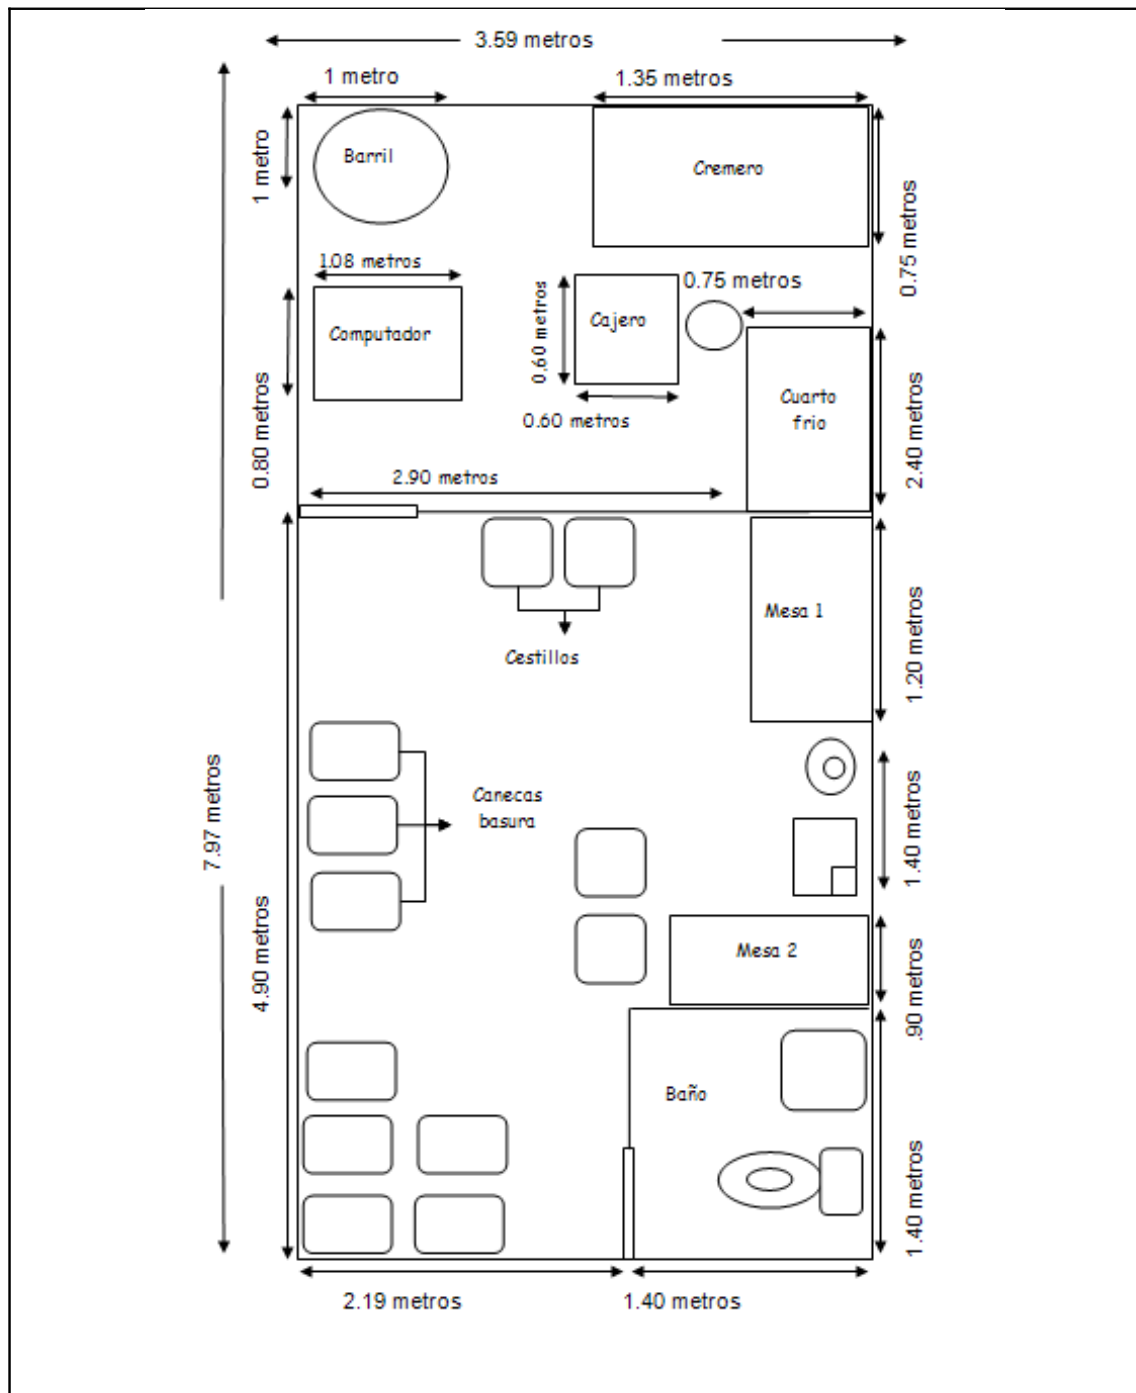 3.59 metros
1 metro
1.35 metros
1 metro
Barril
Cremero
0.75 metros
1.08 metros
0.75 metros
0.60 metros
Cajero
Computador
0.80 metros
0.60 metros
Cuarto
frio
2.40 metros
2.90 metros
Mesa 1
1.20 metros
Cestillos
7.97 metros
Canecas
basura
1.40 metros
4.90 metros
Mesa 2
.90 metros
Baño
1.40 metros
2.19 metros
1.40 metros